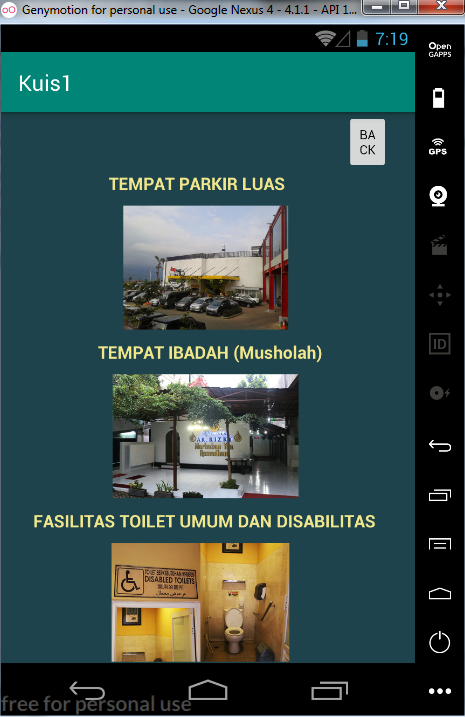 Genymotion for personal use - Google Nexus 4 - 4.1.1 - API 1...
7:19
Open
GAPPS
Kuis1
BA
CK
GPS
TEMPAT PARKIR LUAS
ID
TEMPAT IBADAH (Musholah)
AR. RIZKY
FASILITAS TOILET UMUM DAN DISABILITAS
DISABLED TOILETS
free for personal use